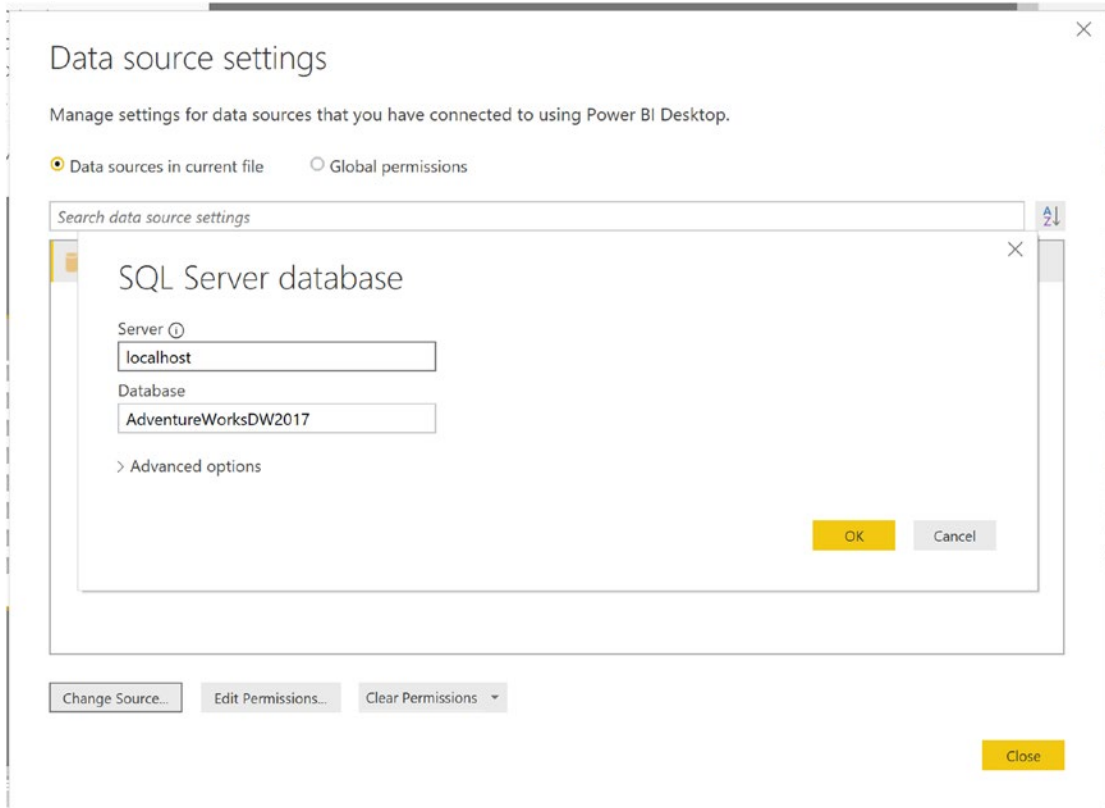 Data source settings
Manage settings for data sources that you have connected to using Power BI Desktop.
Data sources in current file
Global permissions
Search data source settings
AZ
SQL Server database
Server
localhost
Database
AdventureWorksDW2017
Advanced options
OK
Cancel
Change Source...
Edit Permissions...
Clear Permissions
Close